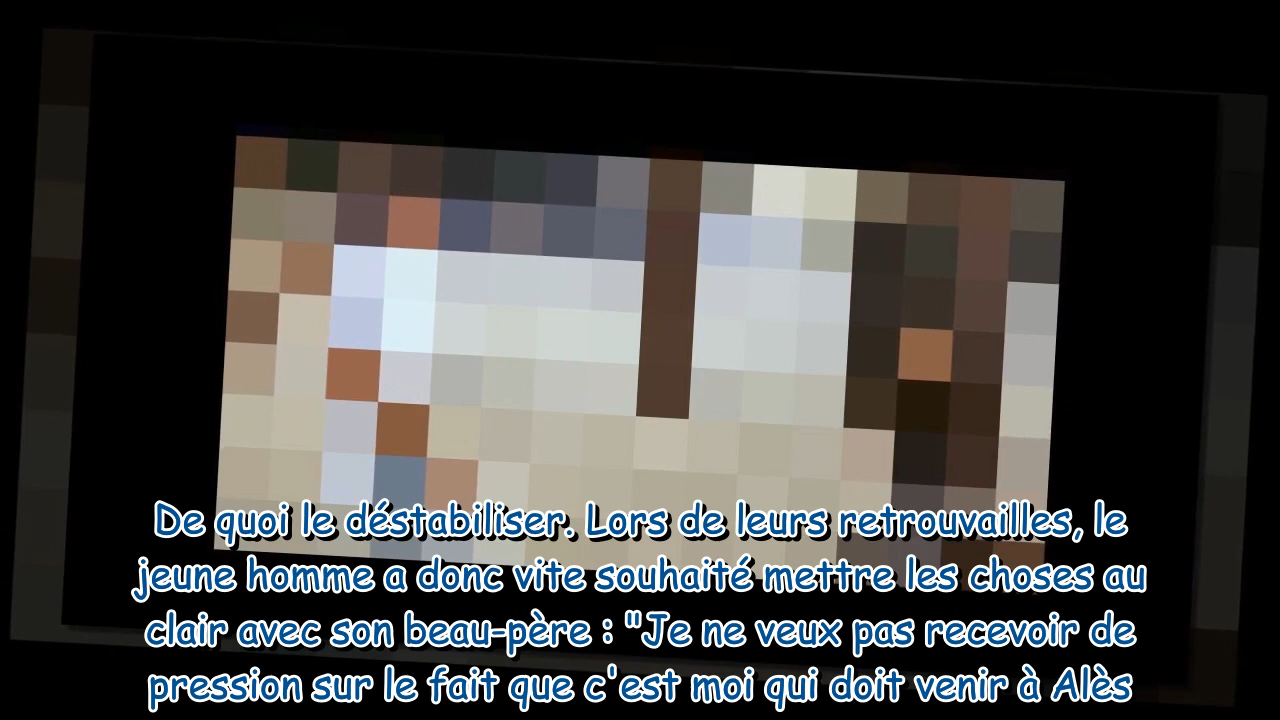 De quoi le déstabiliser. Lors de leurs retrouvailles, le
jeune homme a donc vite souhaité mettre les choses au
clair avec son beau-père : "Je ne veux pas recevoir de
pression sur le fait que c'est moi qui doit venir à Alès